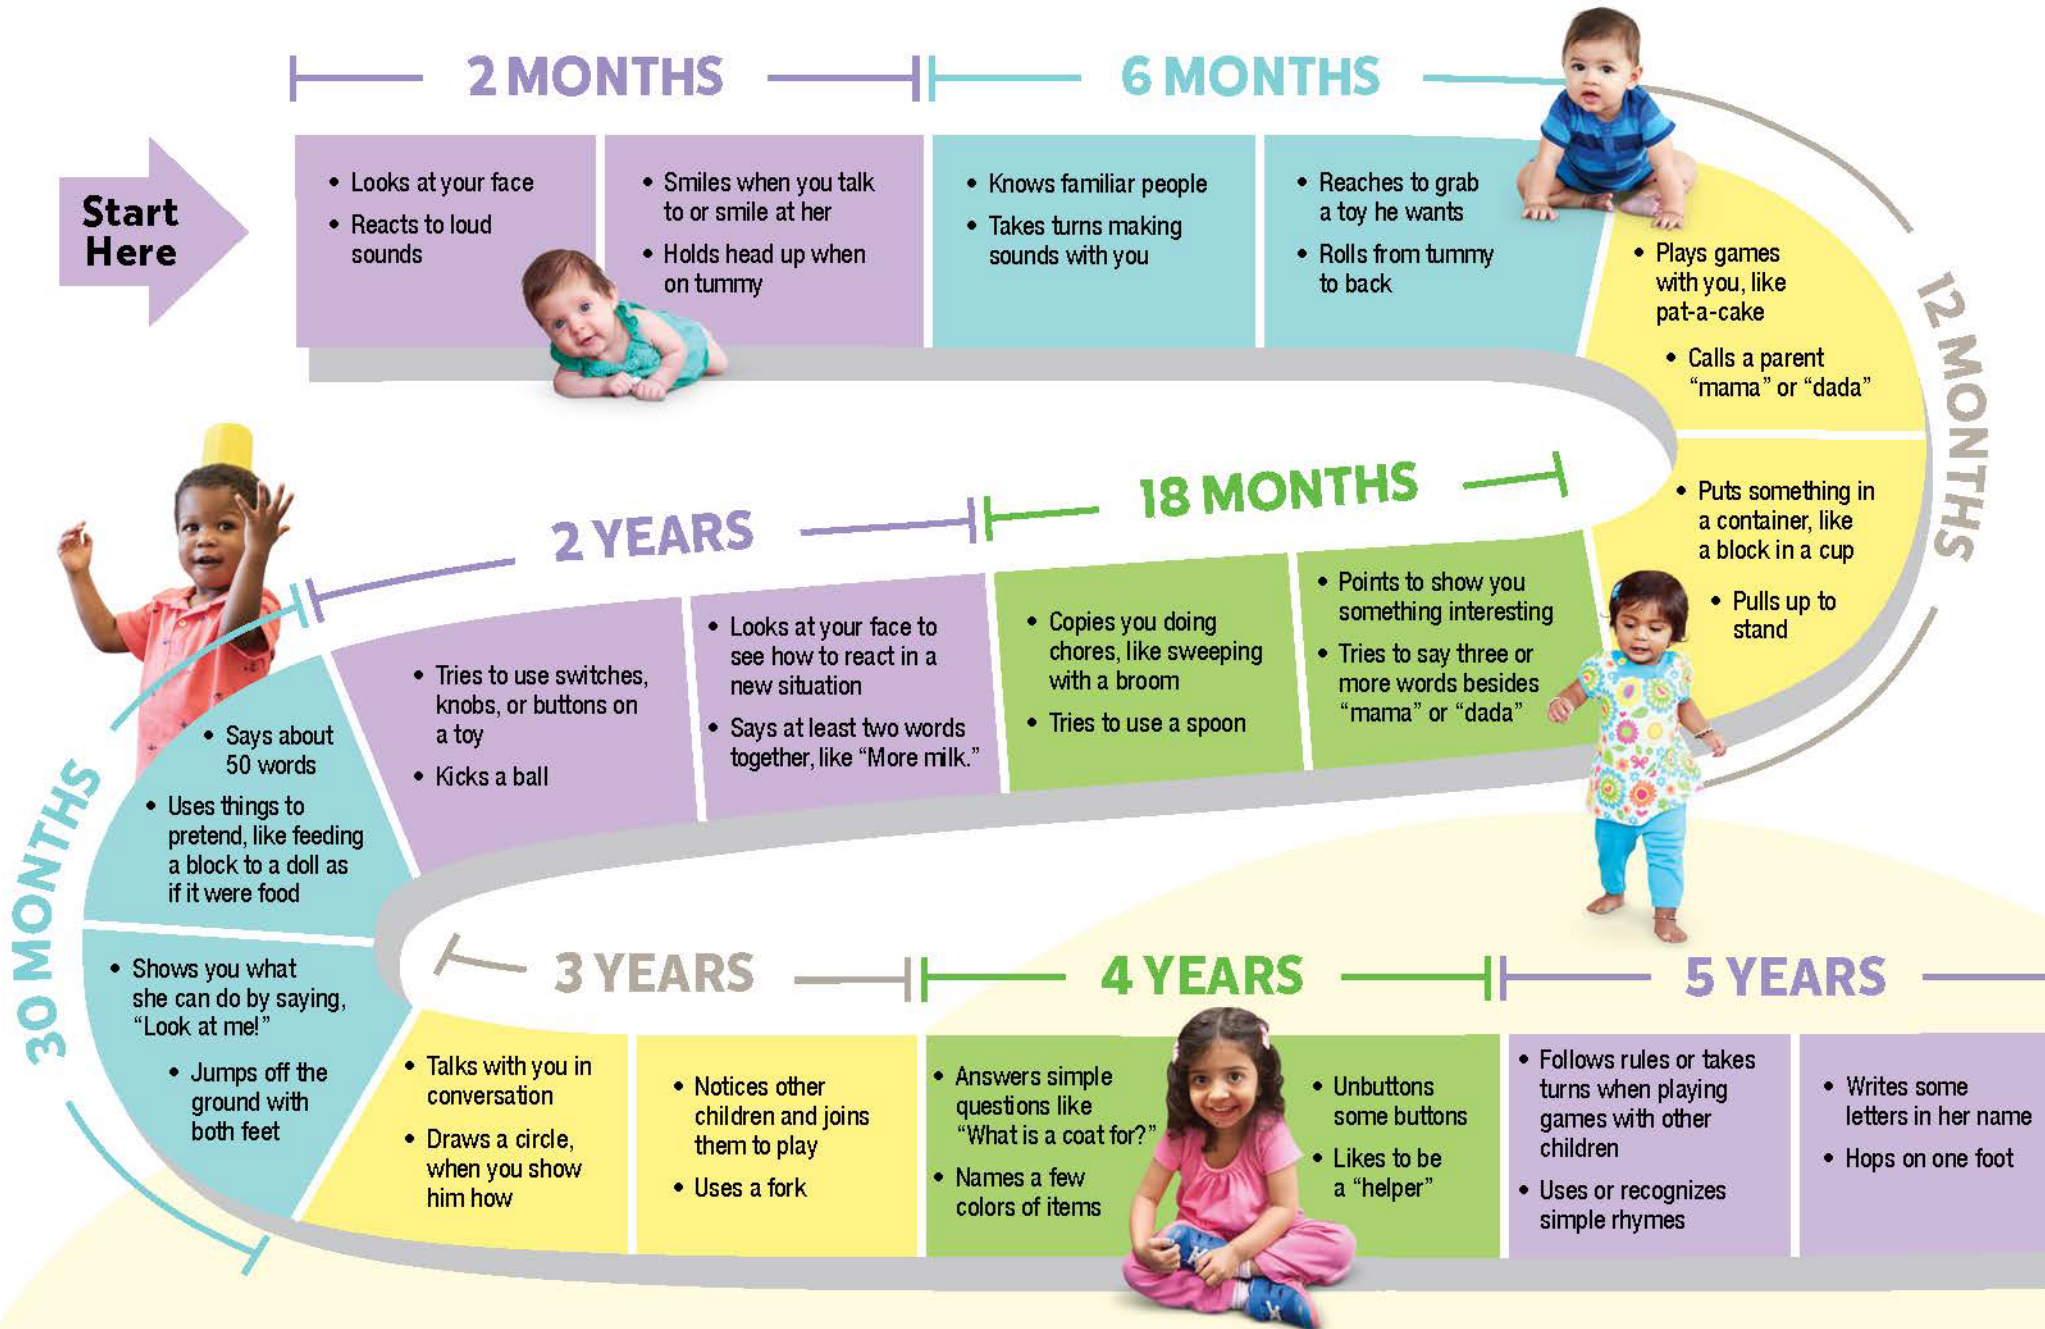 Start
Here
2 MONTHS
• Looks at your face
• Reacts to loud
sounds
• Smiles when you talk
to or smile at her
• Holds head up when
on tummy
6 MONTHS
• Knows familiar people
• Takes turns making
sounds with you
• Reaches to grab
a toy he wants
• Rolls from tummy
to back
12 MONTHS
• Plays games
with you, like
pat-a-cake
• Calls a parent
“mama” or “dada”
• Puts something in
a container, like
a block in a cup
• Pulls up to
stand
18 MONTHS
• Points to show you
something interesting
• Tries to say three or
more words besides
“mama” or “dada”
• Copies you doing
chores, like sweeping
with a broom
• Tries to use a spoon
2 YEARS
• Looks at your face to
see how to react in a
new situation
• Says at least two words
together, like “More milk.”
• Tries to use switches,
knobs, or buttons on
a toy
• Kicks a ball
30 MONTHS
• Says about
50 words
• Uses things to
pretend, like feeding
a block to a doll as
if it were food
• Shows you what
she can do by saying,
“Look at me!”
• Jumps off the
ground with
both feet
3 YEARS
• Talks with you in
conversation
• Draws a circle,
when you show
him how
• Notices other
children and joins
them to play
• Uses a fork
4 YEARS
• Answers simple
questions like
“What is a coat for?”
• Names a few
colors of items
• Unbuttons
some buttons
• Likes to be
a “helper”
5 YEARS
• Follows rules or takes
turns when playing
games with other
children
• Uses or recognizes
simple rhymes
• Writes some
letters in her name
• Hops on one foot